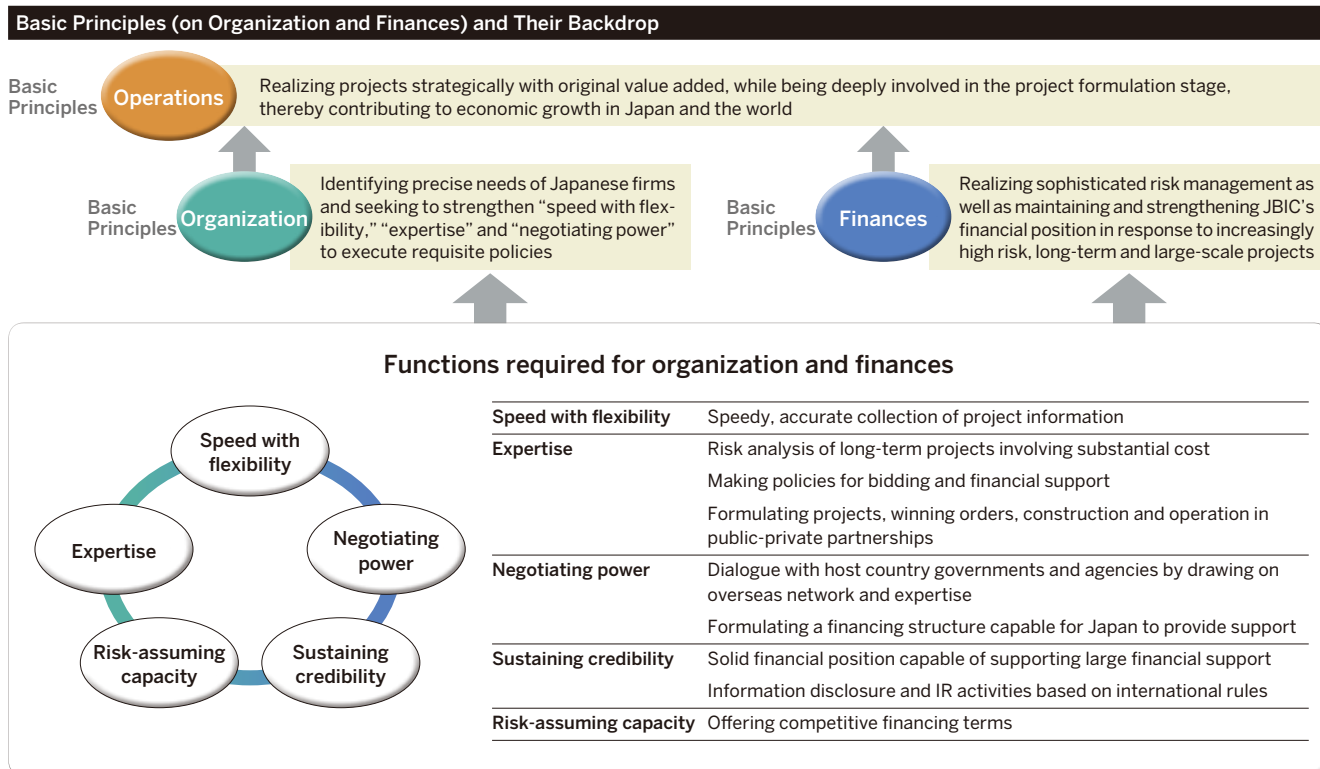 Basic Principles (on Organization and Finances) and Their Backdrop
Basic
Principles
Operations
Realizing projects strategically with original value added, while being deeply involved in the project formulation stage,
thereby contributing to economic growth in Japan and the world
Basic
Principles
Organization
Identifying precise needs of Japanese firms
and seeking to strengthen “speed with flex-
ibility,” “expertise” and “negotiating power”
to execute requisite policies
Basic
Principles
Finances
Realizing sophisticated risk management as
well as maintaining and strengthening JBIC’s
financial position in response to increasingly
high risk, long-term and large-scale projects
Functions required for organization and finances
Speed with
flexibility
Expertise
Negotiating
power
Risk-assuming
capacity
Sustaining
credibility
Speed with flexibility Speedy, accurate collection of project information
Expertise Risk analysis of long-term projects involving substantial cost
Making policies for bidding and financial support
Formulating projects, winning orders, construction and operation in
public-private partnerships
Negotiating power Dialogue with host country governments and agencies by drawing on
overseas network and expertise
Formulating a financing structure capable for Japan to provide support
Sustaining credibility Solid financial position capable of supporting large financial support
Information disclosure and IR activities based on international rules
Risk-assuming capacity Offering competitive financing terms